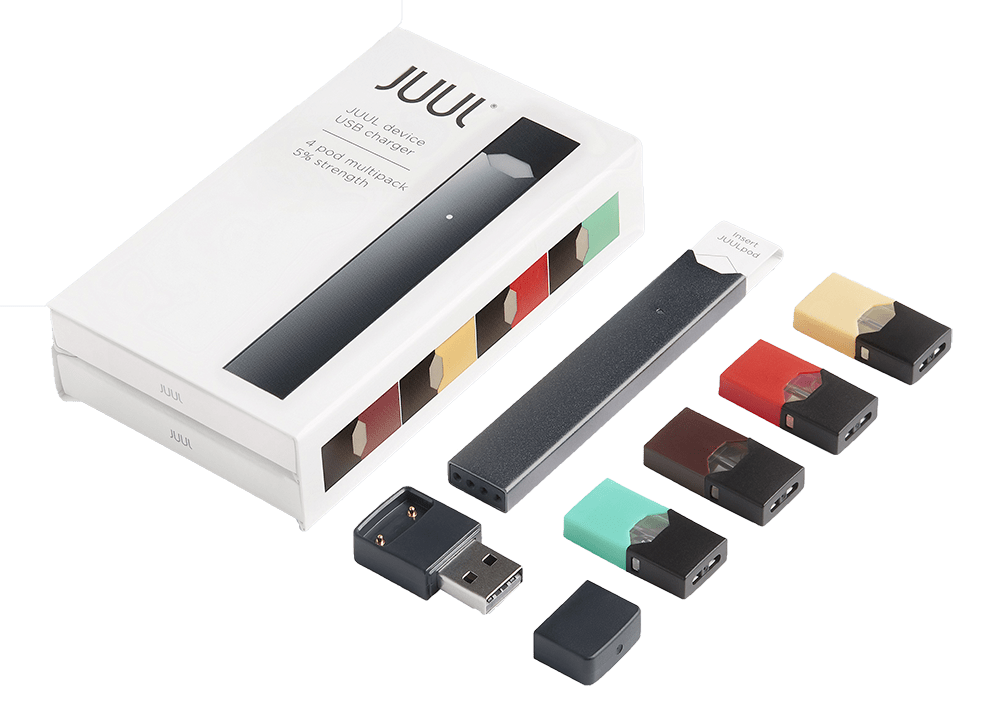 JUUL®
JUUL device
USB charger
4 pod multipack
5% strength
Insert
JUULpod
JUUL
JUUL